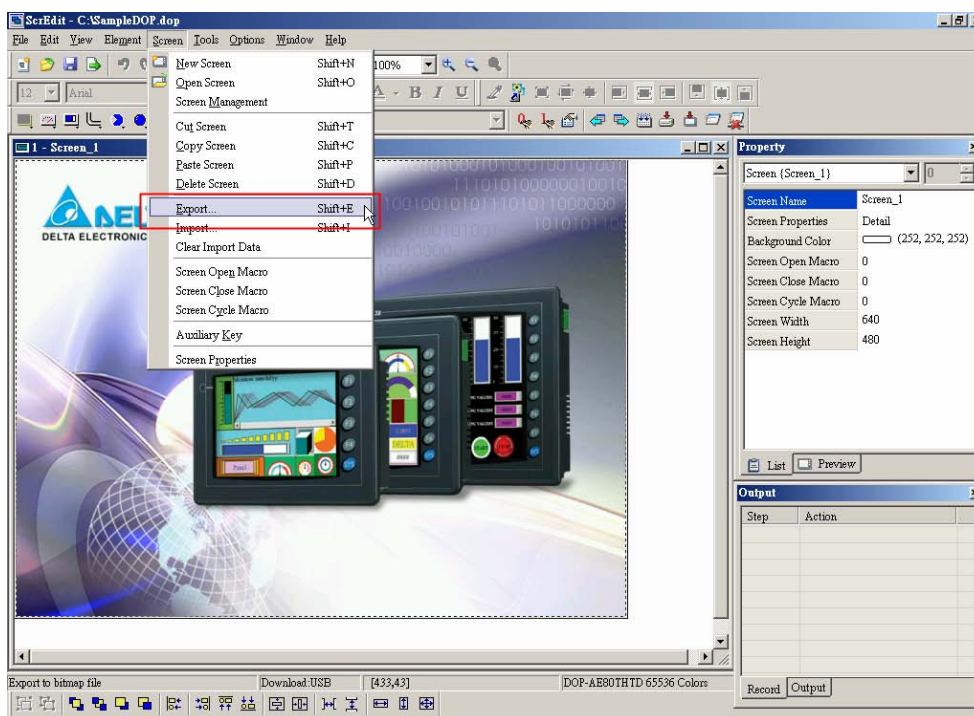 ScrEdit - C:\SampleDOP.dop
File Edit View Element Screen Tools Options Window Help
100%
12 Arial
B I U
1 - Screen_1
New Screen Shift+N
Open Screen Shift+O
Screen Management
Cut Screen Shift+T
Copy Screen Shift+C
Paste Screen Shift+P
Delete Screen Shift+D
Export... Shift+E
Import... Shift+I
Clear Import Data
Screen Open Macro
Screen Close Macro
Screen Cycle Macro
Auxiliary Key
Screen Properties
DELTA ELECTRONIC
Property
Screen {Screen_1} 0
Screen Name Screen_1
Screen Properties Detail
Background Color (252, 252, 252)
Screen Open Macro 0
Screen Close Macro 0
Screen Cycle Macro 0
Screen Width 640
Screen Height 480
List Preview
Output
Step Action
Record Output
Export to bitmap file Download:USB [433,43] DOP-AE80THTD 65536 Colors